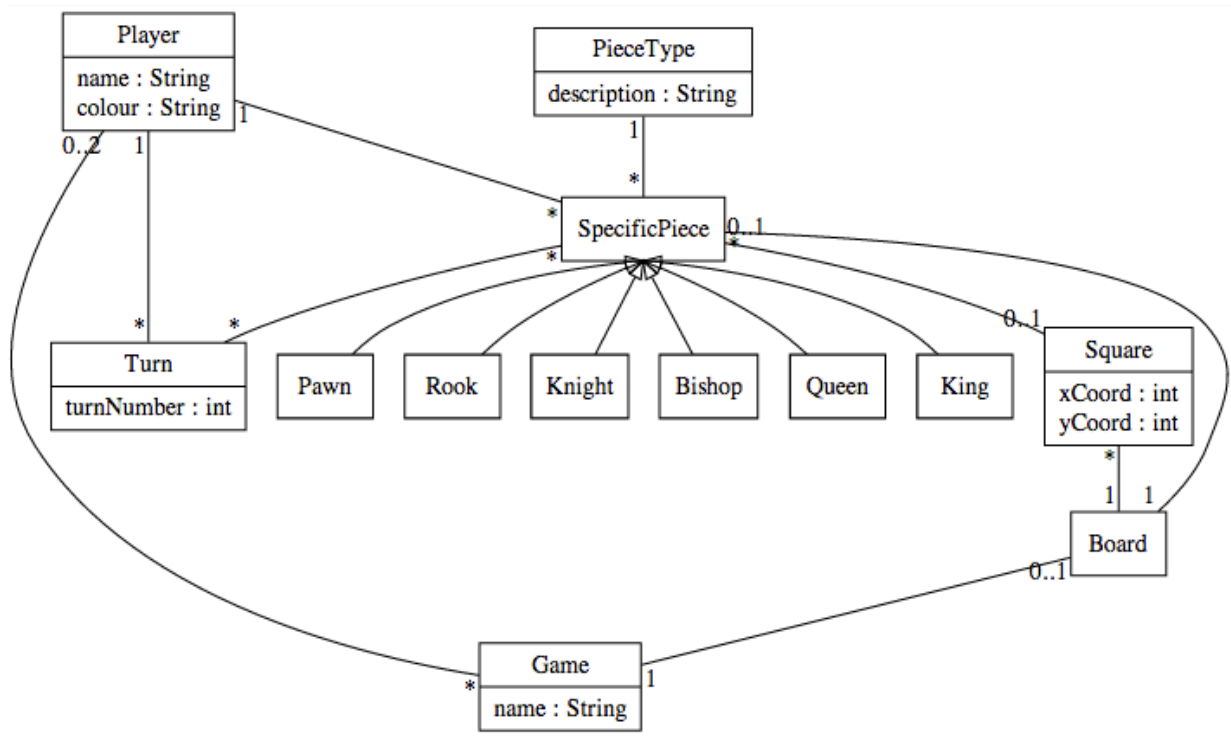 Player
name : String
colour : String
PieceType
description : String
1
0..2
1
1
*
*
SpecificPiece
0..1
*
*
*
*
0..1
Turn
turnNumber : int
Pawn
Rook
Knight
Bishop
Queen
King
Square
xCoord : int
yCoord : int
*
1
1
Board
0..1
Game
name : String
*
1